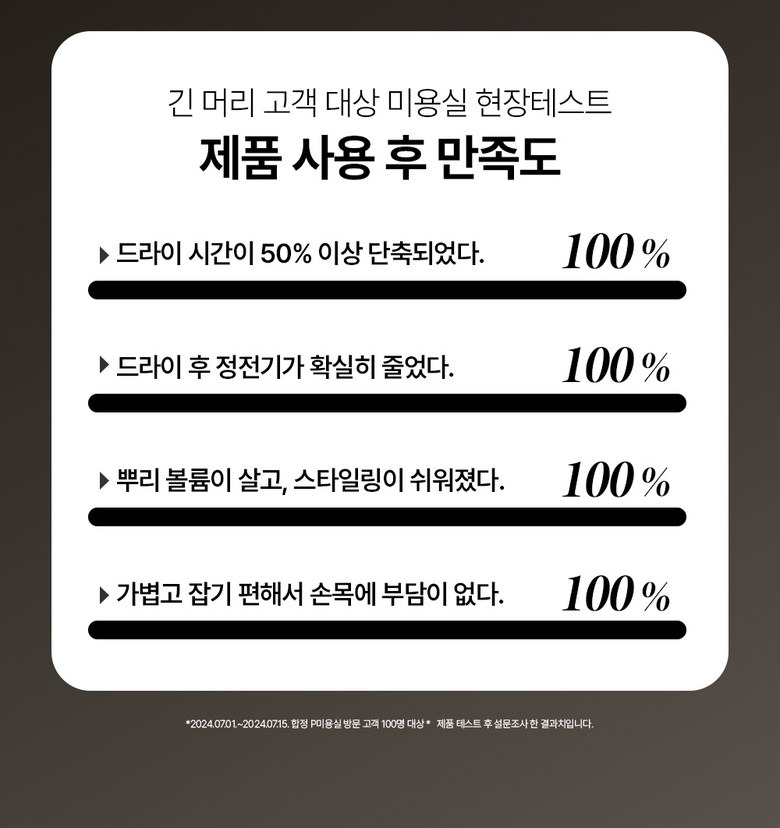 긴 머리 고객 대상 미용실 현장테스트
제품 사용 후 만족도
드라이 시간이 50% 이상 단축되었다. 100%
드라이 후 정전기가 확실히 줄었다. 100%
뿌리 볼륨이 살고, 스타일링이 쉬워졌다. 100%
가볍고 잡기 편해서 손목에 부담이 없다. 100%
*2024.07.01.~2024.07.15. 합정 P미용실 방문 고객 100명 대상* 제품 테스트 후 설문조사 한 결과치입니다.